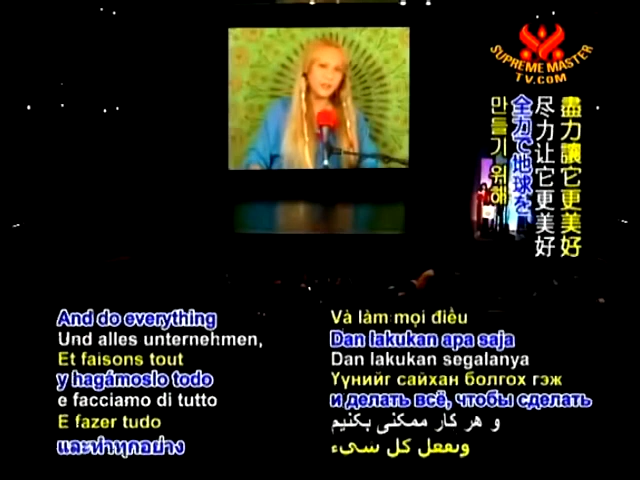 SUPREME MASTER
TV.COM
盡力讓它更美好
尽力让它更美好
全力で地球を
만들기 위해
And do everything
Und alles unternehmen,
Et faisons tout
y hagámoslo todo
e facciamo di tutto
E fazer tudo
และทำทุกอย่าง
Và làm mọi điều
Dan lakukan apa saja
Dan lakukan segalanya
Үүнийг сайхан болгох гэж
и делать всё, чтобы сделать
و هر کار ممکنی بکنیم
ونفعل كل شيء